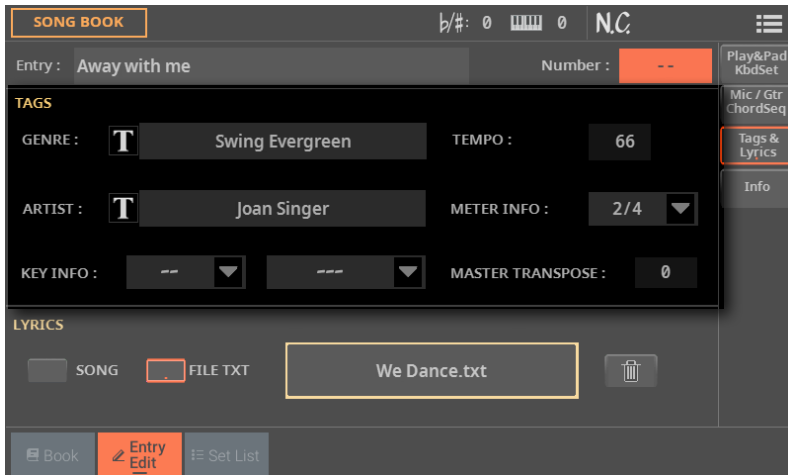 SONG BOOK ♭/#: 0 0 N.C.
Entry : Away with me Number : --
Play&Pad
KbdSet
Mic / Gtr
ChordSeq
Tags &
Lyrics
Info
TAGS
GENRE : T Swing Evergreen TEMPO : 66
ARTIST : T Joan Singer METER INFO : 2/4
KEY INFO : -- --- MASTER TRANSPOSE : 0
LYRICS
SONG FILE TXT We Dance.txt
Book Entry Edit Set List